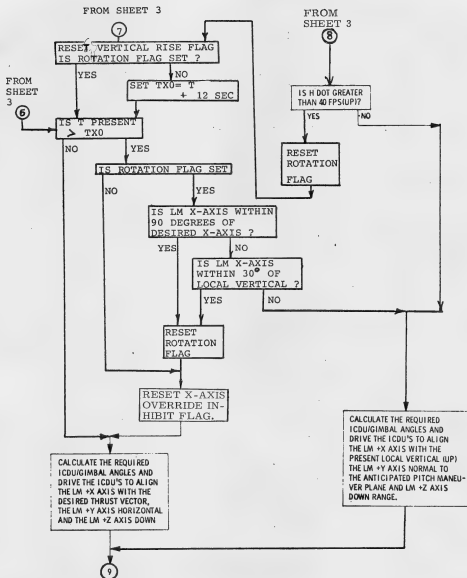 FROM SHEET 3
7
RESET VERTICAL RISE FLAG
IS ROTATION FLAG SET ?
YES
NO
SET TX0= T
+ 12 SEC
FROM
SHEET
3
6
IS T PRESENT
> TX0
NO
YES
IS ROTATION FLAG SET
NO
YES
IS LM X-AXIS WITHIN
90 DEGREES OF
DESIRED X-AXIS ?
YES
NO
IS LM X-AXIS
WITHIN 30° OF
LOCAL VERTICAL ?
YES
NO
RESET
ROTATION
FLAG
RESET X-AXIS
OVERRIDE IN-
HIBIT FLAG.
CALCULATE THE REQUIRED
ICDU/GIMBAL ANGLES AND
DRIVE THE ICDU'S TO ALIGN
THE LM +X AXIS WITH THE
DESIRED THRUST VECTOR,
THE LM +Y AXIS HORIZONTAL
AND THE LM +Z AXIS DOWN
9
FROM
SHEET 3
8
IS H DOT GREATER
THAN 40 FPS(UP)?
YES
NO
RESET
ROTATION
FLAG
CALCULATE THE REQUIRED
ICDU/GIMBAL ANGLES AND
DRIVE THE ICDU'S TO ALIGN
THE LM +X AXIS WITH THE
PRESENT LOCAL VERTICAL (UP)
THE LM +Y AXIS NORMAL TO
THE ANTICIPATED PITCH MANEU-
VER PLANE AND LM +Z AXIS
DOWN RANGE.